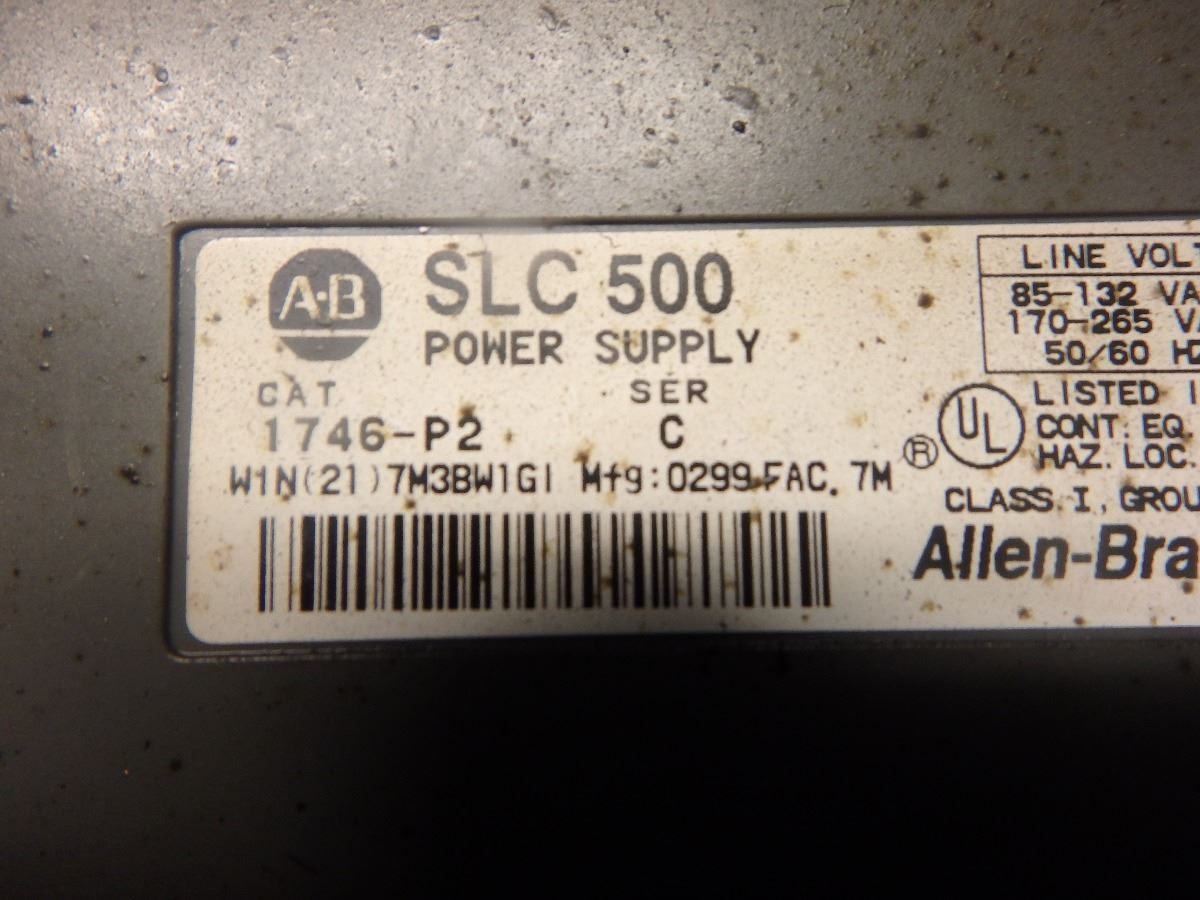 A·B
SLC 500
POWER SUPPLY
CAT SER
1746-P2 C
W1N(21)7M3BW1GI Mfg:0299 FAC. 7M
LINE VOLT
85-132 VA
170-265 VA
50/60 HZ
® UL LISTED I
CONT. EQ
HAZ. LOC.
CLASS I, GROU
Allen-Bra